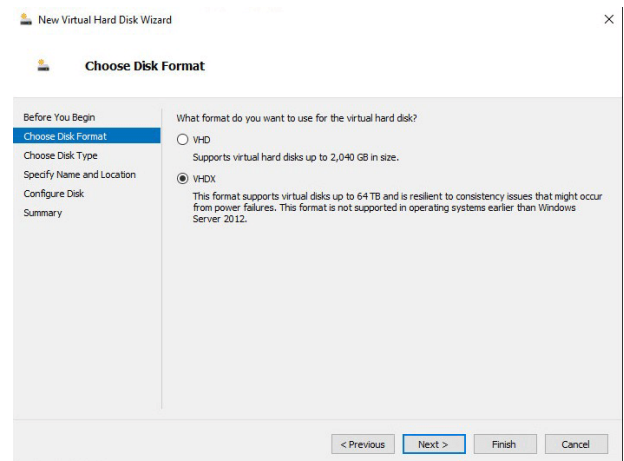 New Virtual Hard Disk Wizard
Choose Disk Format
Before You Begin
Choose Disk Format
Choose Disk Type
Specify Name and Location
Configure Disk
Summary
What format do you want to use for the virtual hard disk?
VHD
Supports virtual hard disks up to 2,040 GB in size.
VHDX
This format supports virtual disks up to 64 TB and is resilient to consistency issues that might occur
from power failures. This format is not supported in operating systems earlier than Windows
Server 2012.
< Previous
Next >
Finish
Cancel